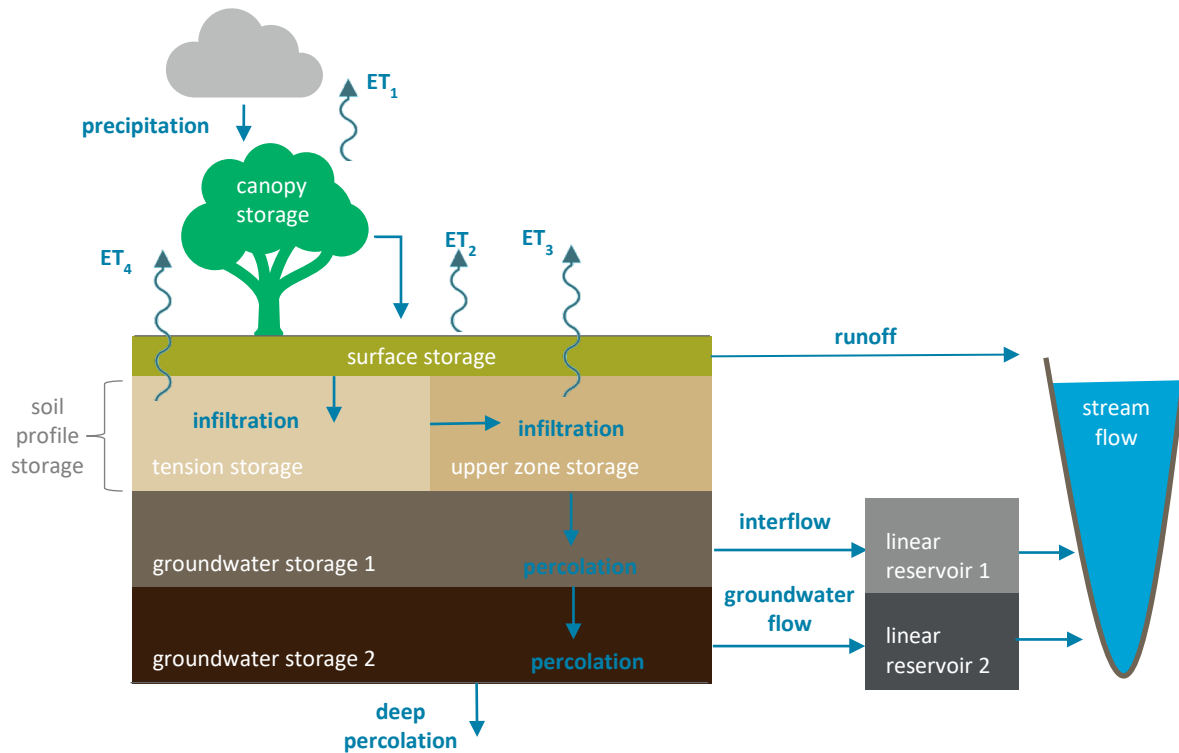 ET₁
precipitation
canopy
storage
ET₄
ET₂
ET₃
runoff
surface storage
soil
profile
storage
infiltration
infiltration
tension storage
upper zone storage
stream
flow
interflow
linear
reservoir 1
groundwater storage 1
percolation
groundwater
flow
linear
reservoir 2
groundwater storage 2
percolation
deep
percolation